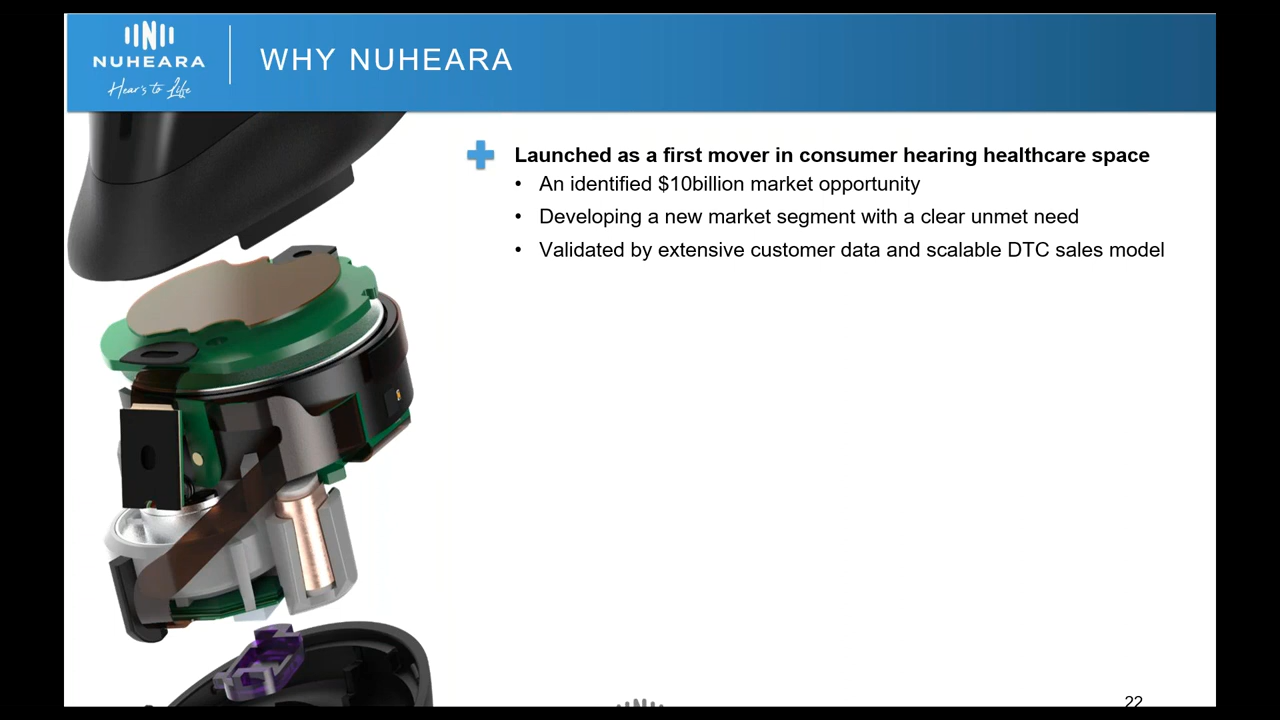 NUHEARA
Hear's to Life
WHY NUHEARA
Launched as a first mover in consumer hearing healthcare space
• An identified $10billion market opportunity
• Developing a new market segment with a clear unmet need
• Validated by extensive customer data and scalable DTC sales model
22